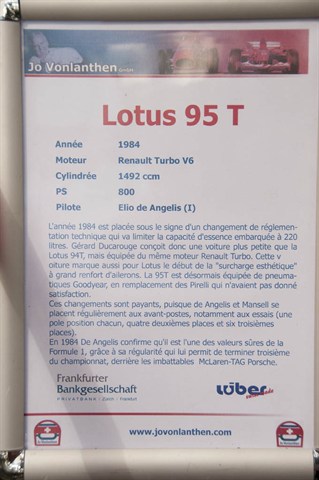 Jo Vonlanthen GmbH
Lotus 95 T
Année 1984
Moteur Renault Turbo V6
Cylindrée 1492 ccm
PS 800
Pilote Elio de Angelis (I)
L'année 1984 est placée sous le signe d'un changement de réglemen-
tation technique qui va limiter la capacité d'essence embarquée à 220
litres. Gérard Ducarouge conçoit donc une voiture plus petite que la
Lotus 94T, mais équipée du même moteur Renault Turbo. Cette v
oiture marque aussi pour Lotus le début de la "surcharge esthétique"
à grand renfort d'ailerons. La 95T est désormais équipée de pneuma-
tiques Goodyear, en remplacement des Pirelli qui n'avaient pas donné
satisfaction.
Ces changements sont payants, puisque de Angelis et Mansell se
placent régulièrement aux avant-postes, notamment aux essais (une
pole position chacun, quatre deuxièmes places et six troisièmes
places).
En 1984 De Angelis confirme qu'il est l'une des valeurs sûres de la
Formule 1, grâce à sa régularité qui lui permet de terminer troisième
du championnat, derrière les imbattables McLaren-TAG Porsche.
Frankfurter
Bankgesellschaft
PRIVATBANK Zürich Frankfurt
wüber
www.jovonlanthen.com